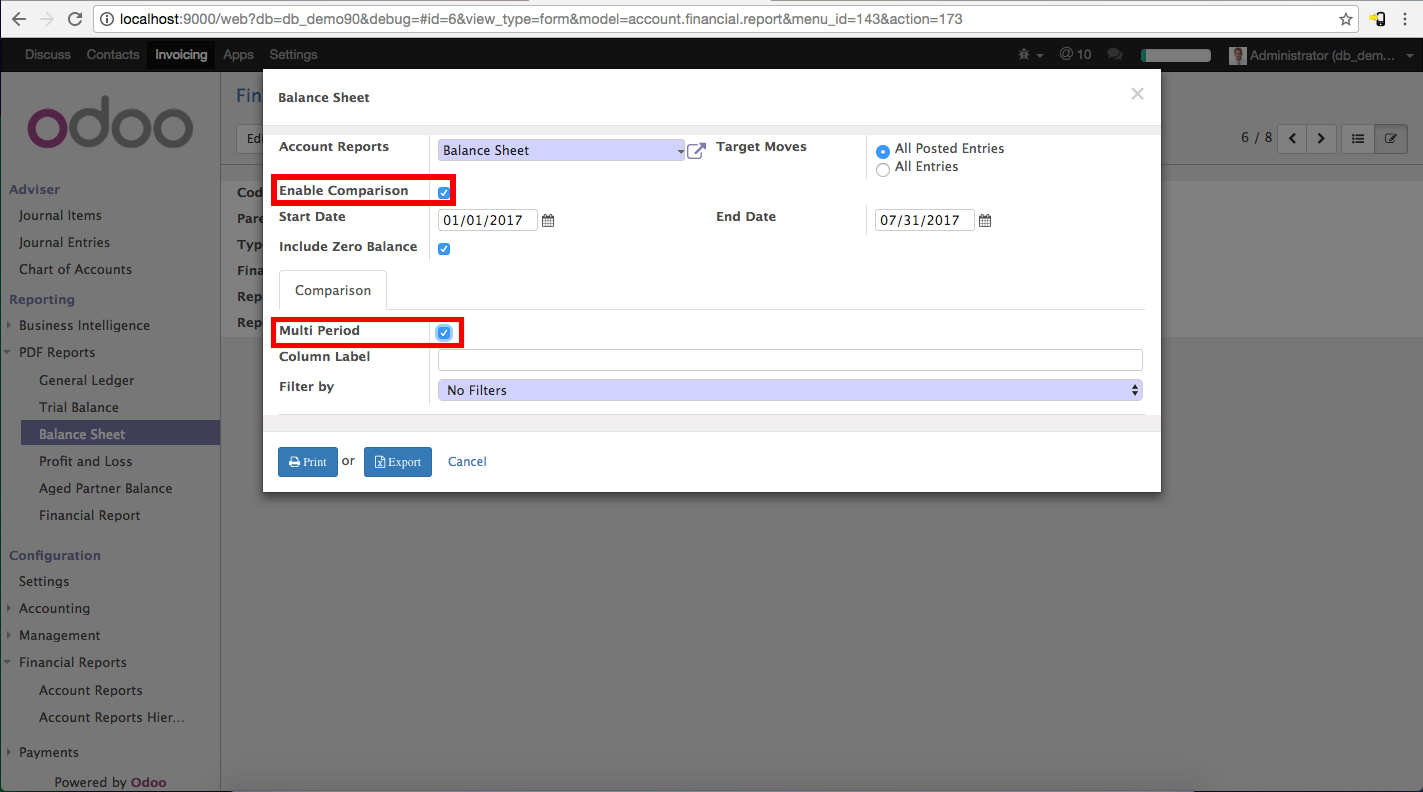 localhost:9000/web?db=db_demo90&debug=#id=6&view_type=form&model=account.financial.report&menu_id=143&action=173
Discuss Contacts Invoicing Apps Settings @ 10 Administrator (db_dem...
odoo
Adviser
Journal Items
Journal Entries
Chart of Accounts
Reporting
Business Intelligence
PDF Reports
General Ledger
Trial Balance
Balance Sheet
Profit and Loss
Aged Partner Balance
Financial Report
Configuration
Settings
Accounting
Management
Financial Reports
Account Reports
Account Reports Hier...
Payments
Powered by Odoo
Fin
Edi
6 / 8
Cod
Pare
Typ
Fina
Rep
Rep
Balance Sheet
Account Reports Balance Sheet Target Moves All Posted Entries
All Entries
Enable Comparison
Start Date 01/01/2017 End Date 07/31/2017
Include Zero Balance
Comparison
Multi Period
Column Label
Filter by No Filters
Print or Export Cancel